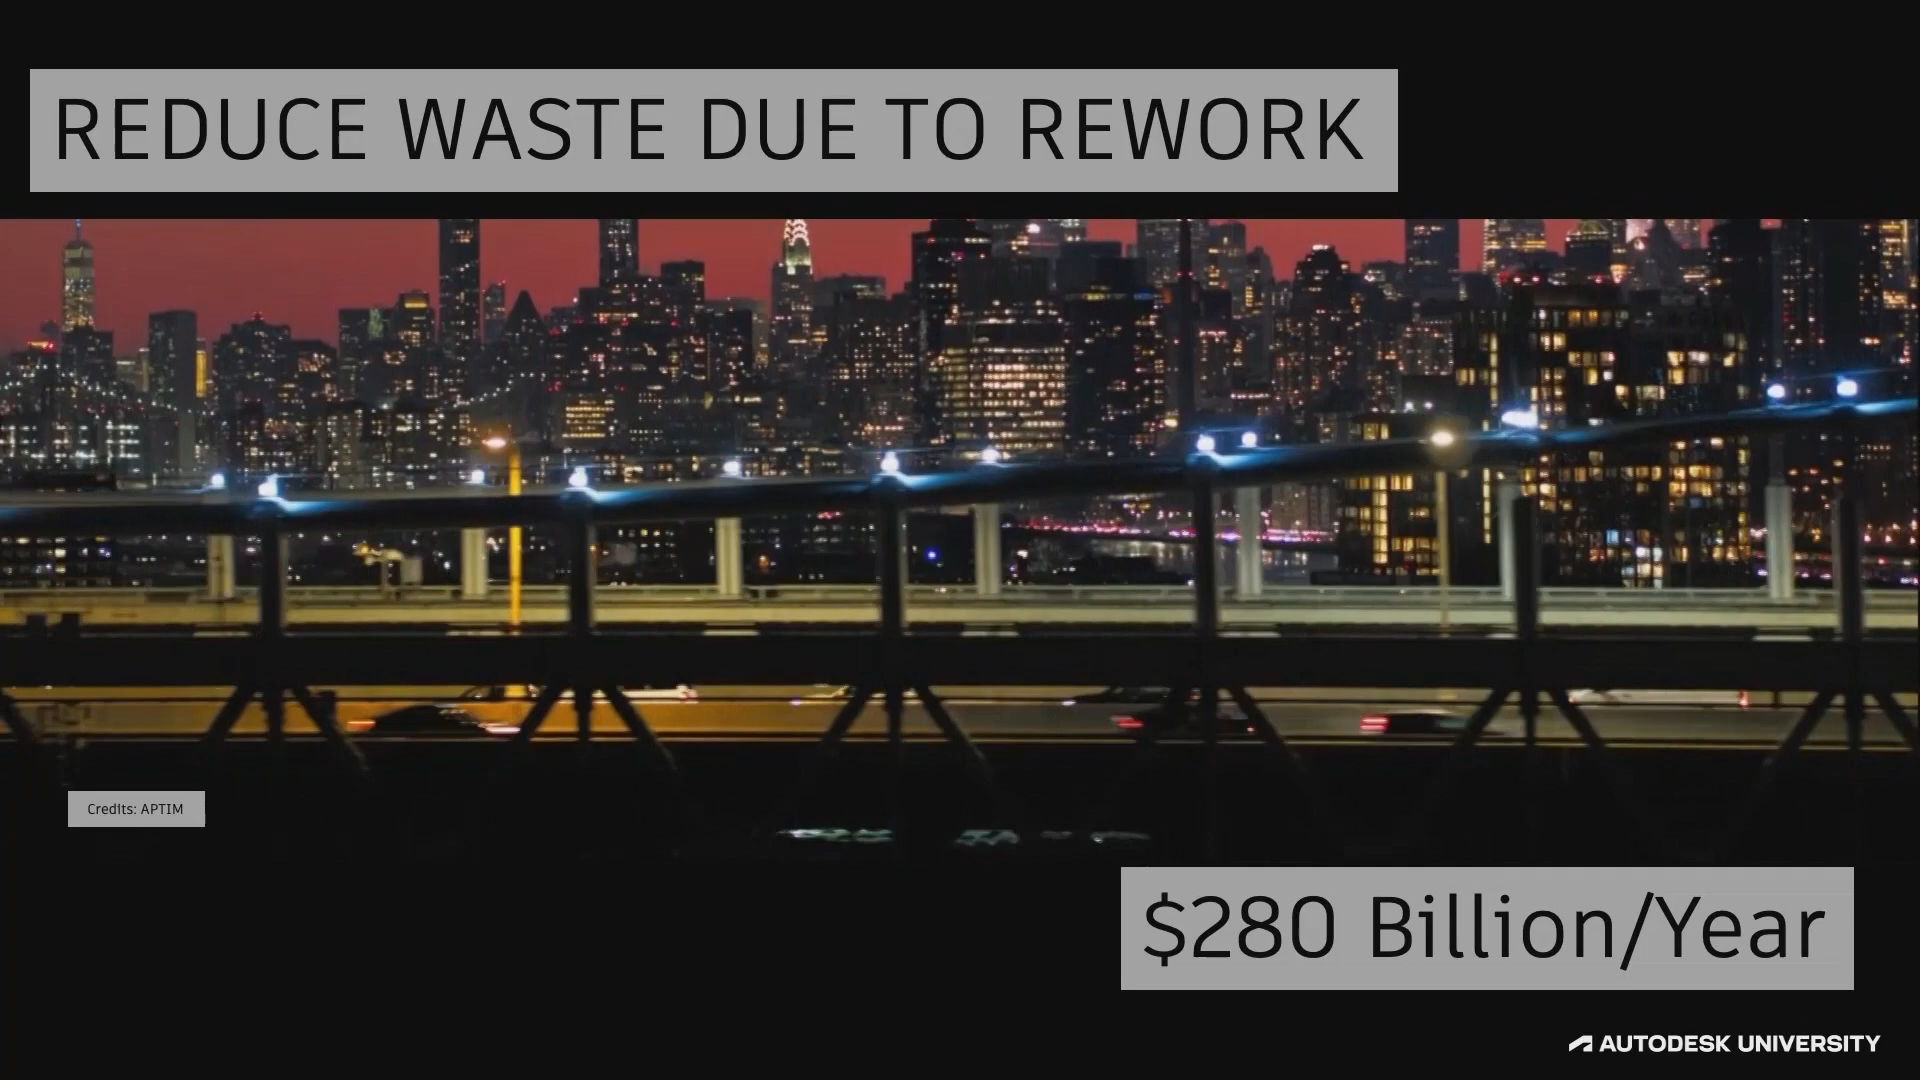 REDUCE WASTE DUE TO REWORK
Credits: APTIM
$280 Billion/Year
AUTODESK UNIVERSITY